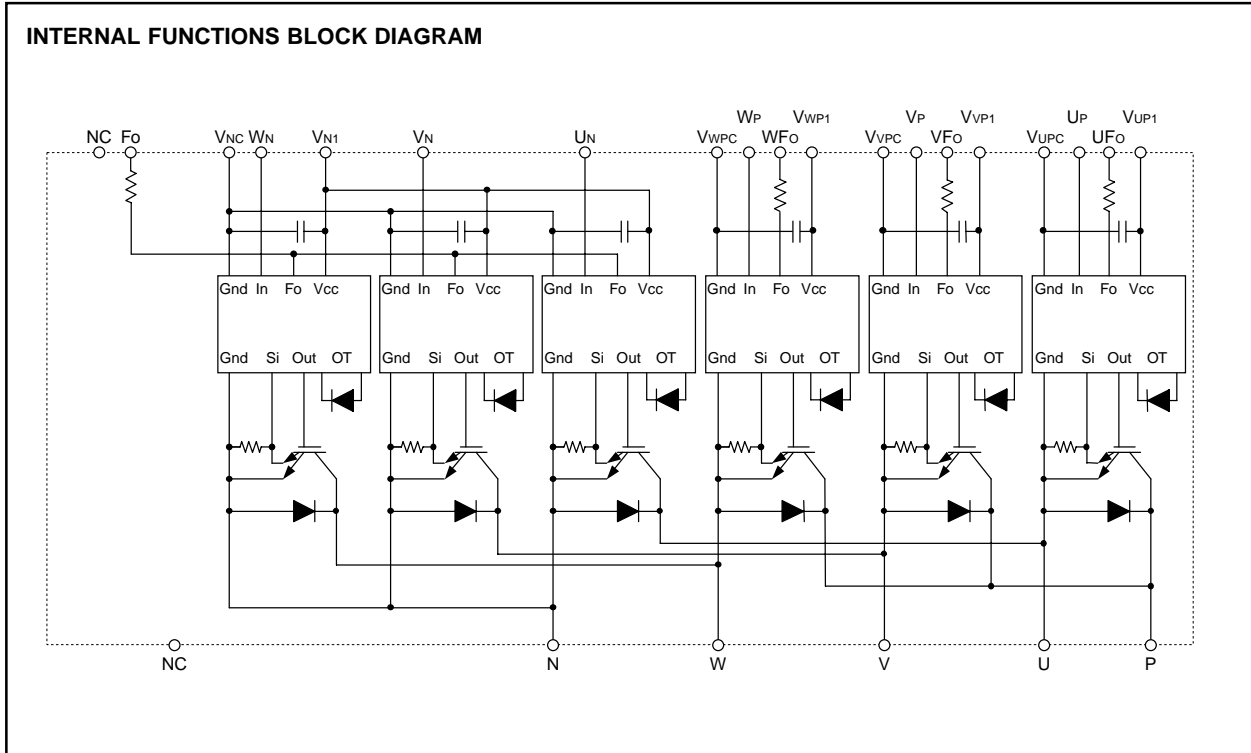 INTERNAL FUNCTIONS BLOCK DIAGRAM
WP VWP1 VP VVP1 UP VUP1
NC FO VNC WN VN1 VN UN VWPC WFO VVPC VFO VUPC UFO
Gnd In Fo Vcc Gnd In Fo Vcc Gnd In Fo Vcc Gnd In Fo Vcc Gnd In Fo Vcc Gnd In Fo Vcc
Gnd Si Out OT Gnd Si Out OT Gnd Si Out OT Gnd Si Out OT Gnd Si Out OT Gnd Si Out OT
NC N W V U P